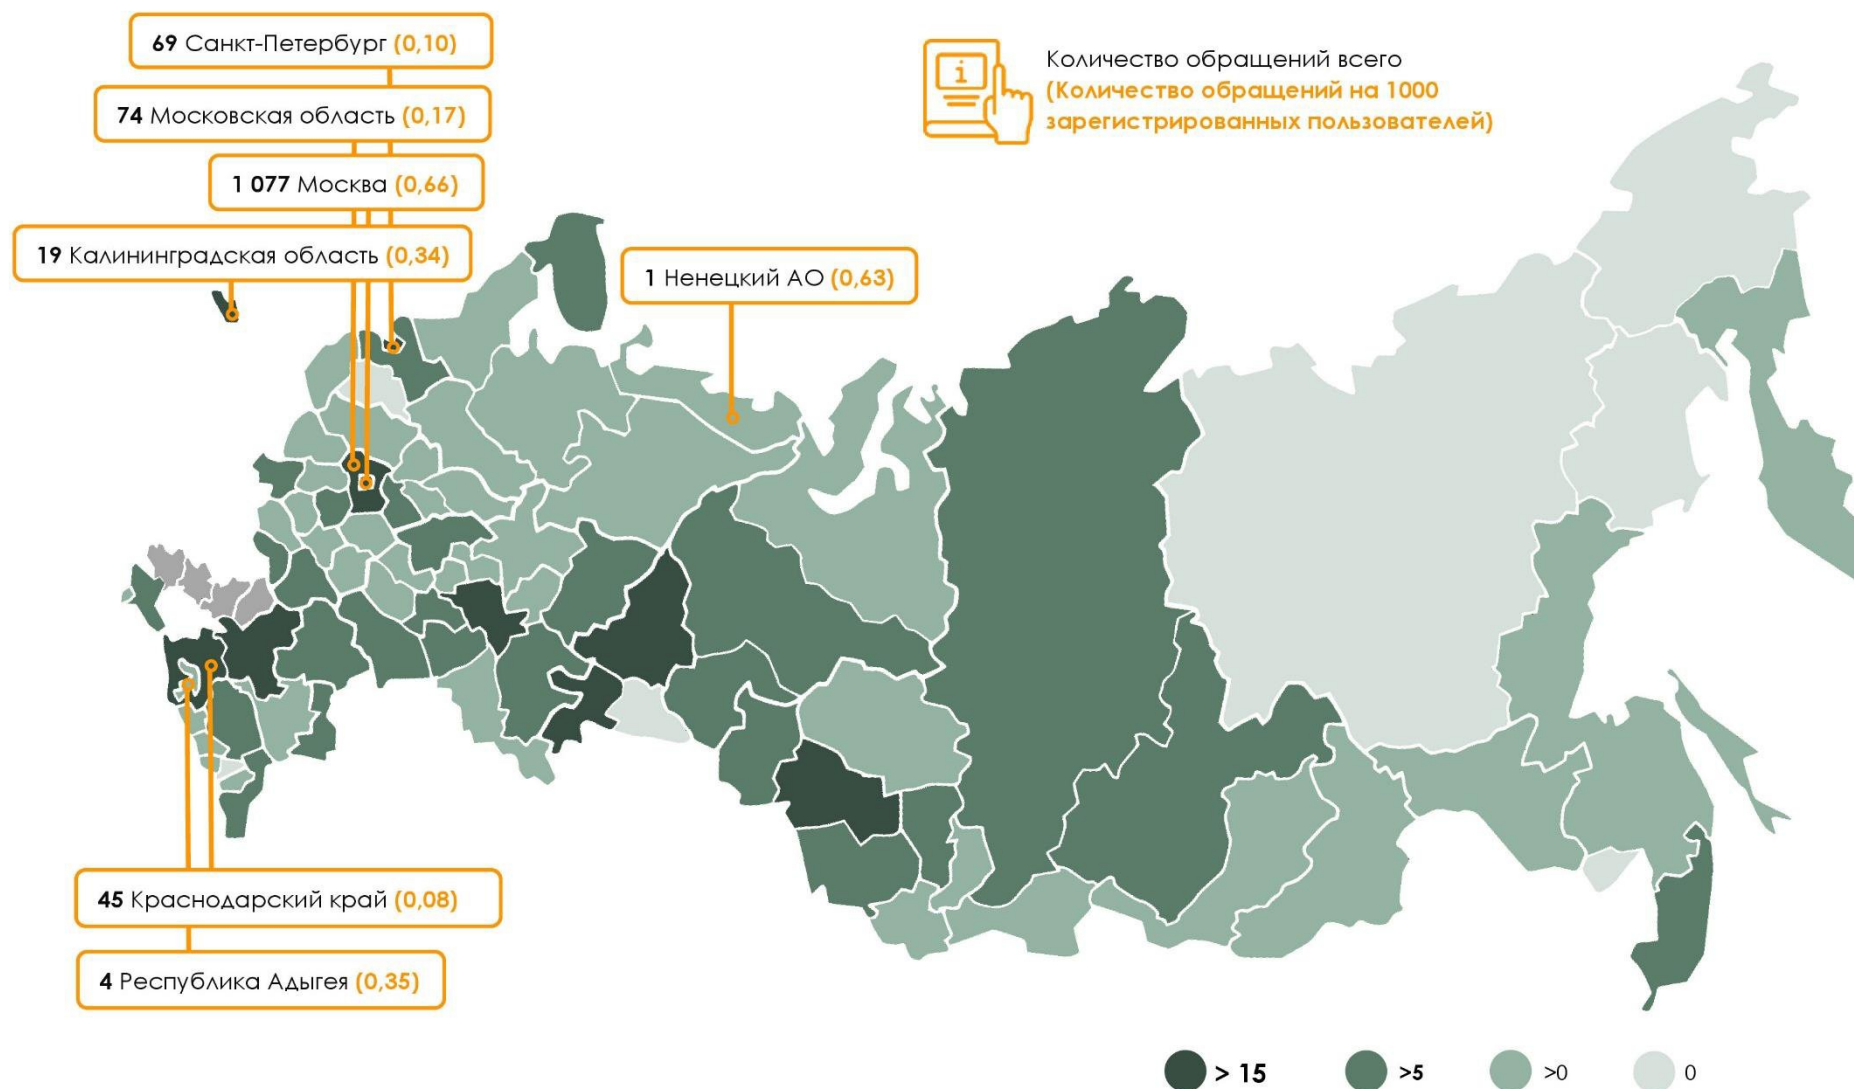 69 Санкт-Петербург (0,10)
74 Московская область (0,17)
1 077 Москва (0,66)
19 Калининградская область (0,34)
1 Ненецкий АО (0,63)
i
Количество обращений всего
(Количество обращений на 1000
зарегистрированных пользователей)
45 Краснодарский край (0,08)
4 Республика Адыгея (0,35)
> 15
>5
>0
0